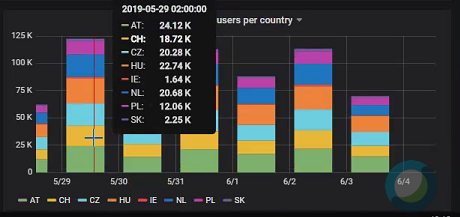 2019-05-29 02:00:00
users per country
AT: 24.12 K
CH: 18.72 K
CZ: 20.28 K
HU: 22.74 K
IE: 1.64 K
NL: 20.68 K
PL: 12.06 K
SK: 2.25 K
125 K
100 K
75 K
50 K
25 K
0
5/29 5/30 5/31 6/1 6/2 6/3 6/4
AT CH CZ HU IE NL PL SK